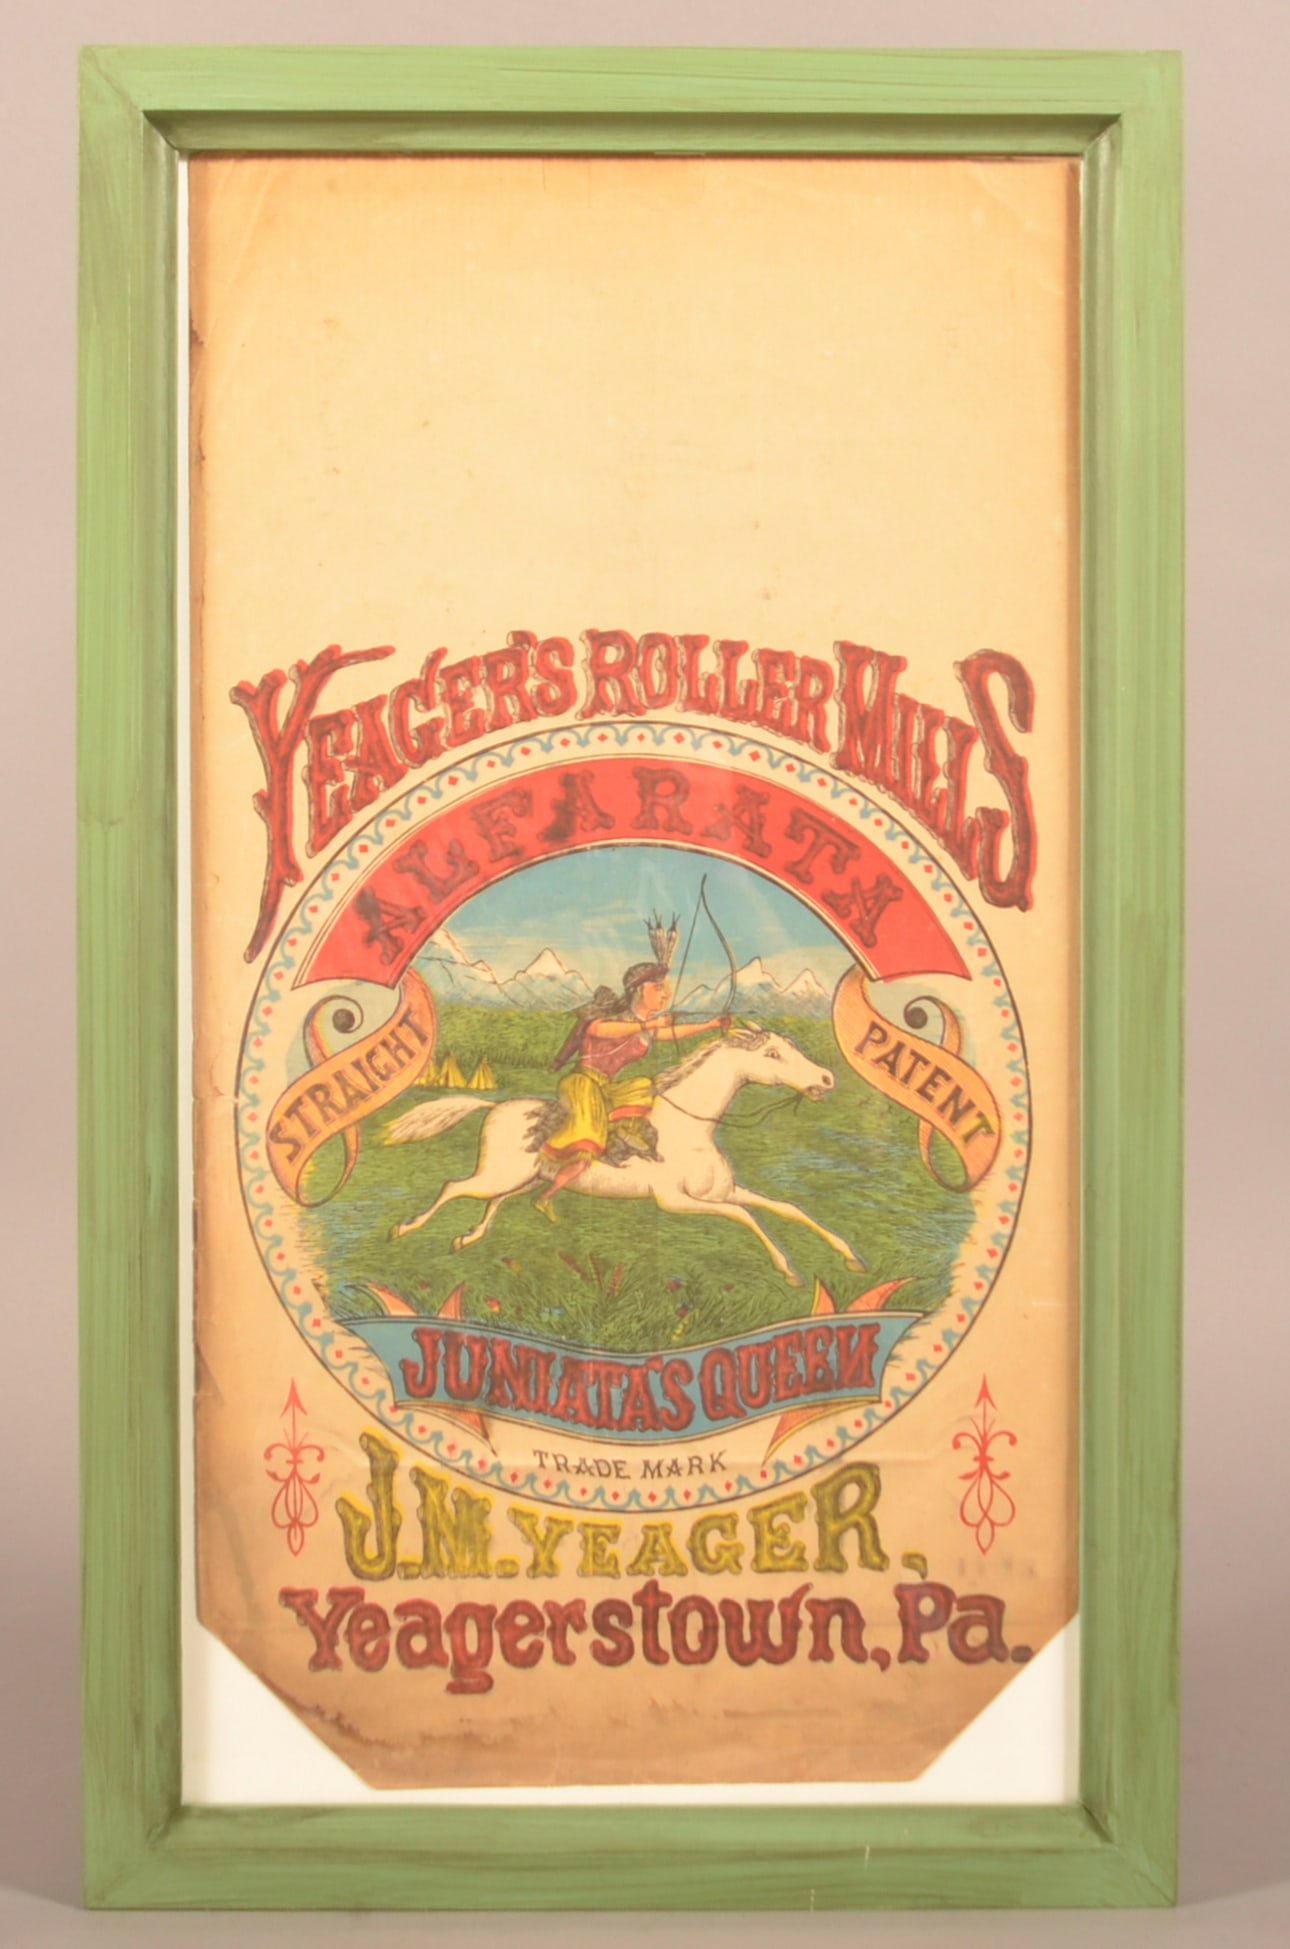 YEAGER'S ROLLER MILLS
ALFARATA
STRAIGHT
PATENT
JUNIATA'S QUEEN
TRADE MARK
J.M. YEAGER,
Yeagerstown, Pa.